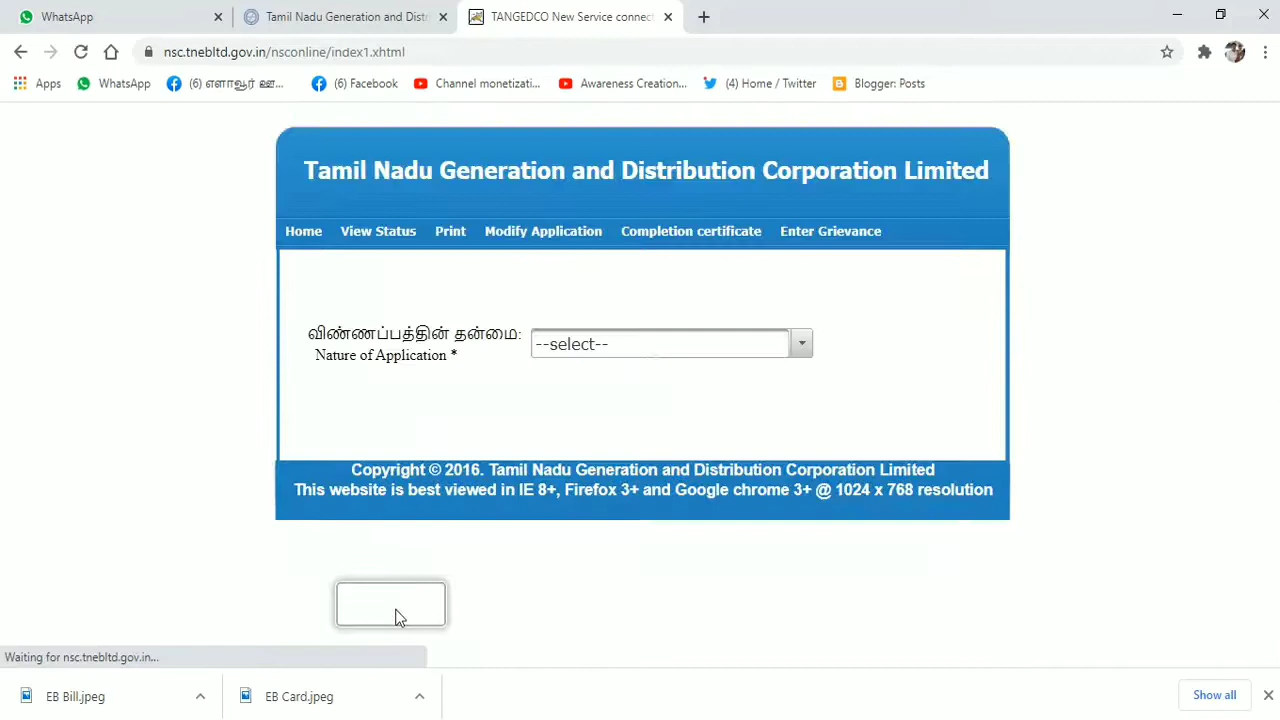 WhatsApp
Tamil Nadu Generation and Dist
TANGEDCO New Service connect
nsc.tnebltd.gov.in/nsconline/index1.xhtml
Apps
WhatsApp
(6) எளாவூர் ஊ...
(6) Facebook
Channel monetizati...
Awareness Creation...
(4) Home / Twitter
Blogger: Posts
Tamil Nadu Generation and Distribution Corporation Limited
Home View Status Print Modify Application Completion certificate Enter Grievance
விண்ணப்பத்தின் தன்மை:
Nature of Application *
--select--
Copyright © 2016. Tamil Nadu Generation and Distribution Corporation Limited
This website is best viewed in IE 8+, Firefox 3+ and Google chrome 3+ @ 1024 x 768 resolution
Waiting for nsc.tnebltd.gov.in...
EB Bill.jpeg
EB Card.jpeg
Show all